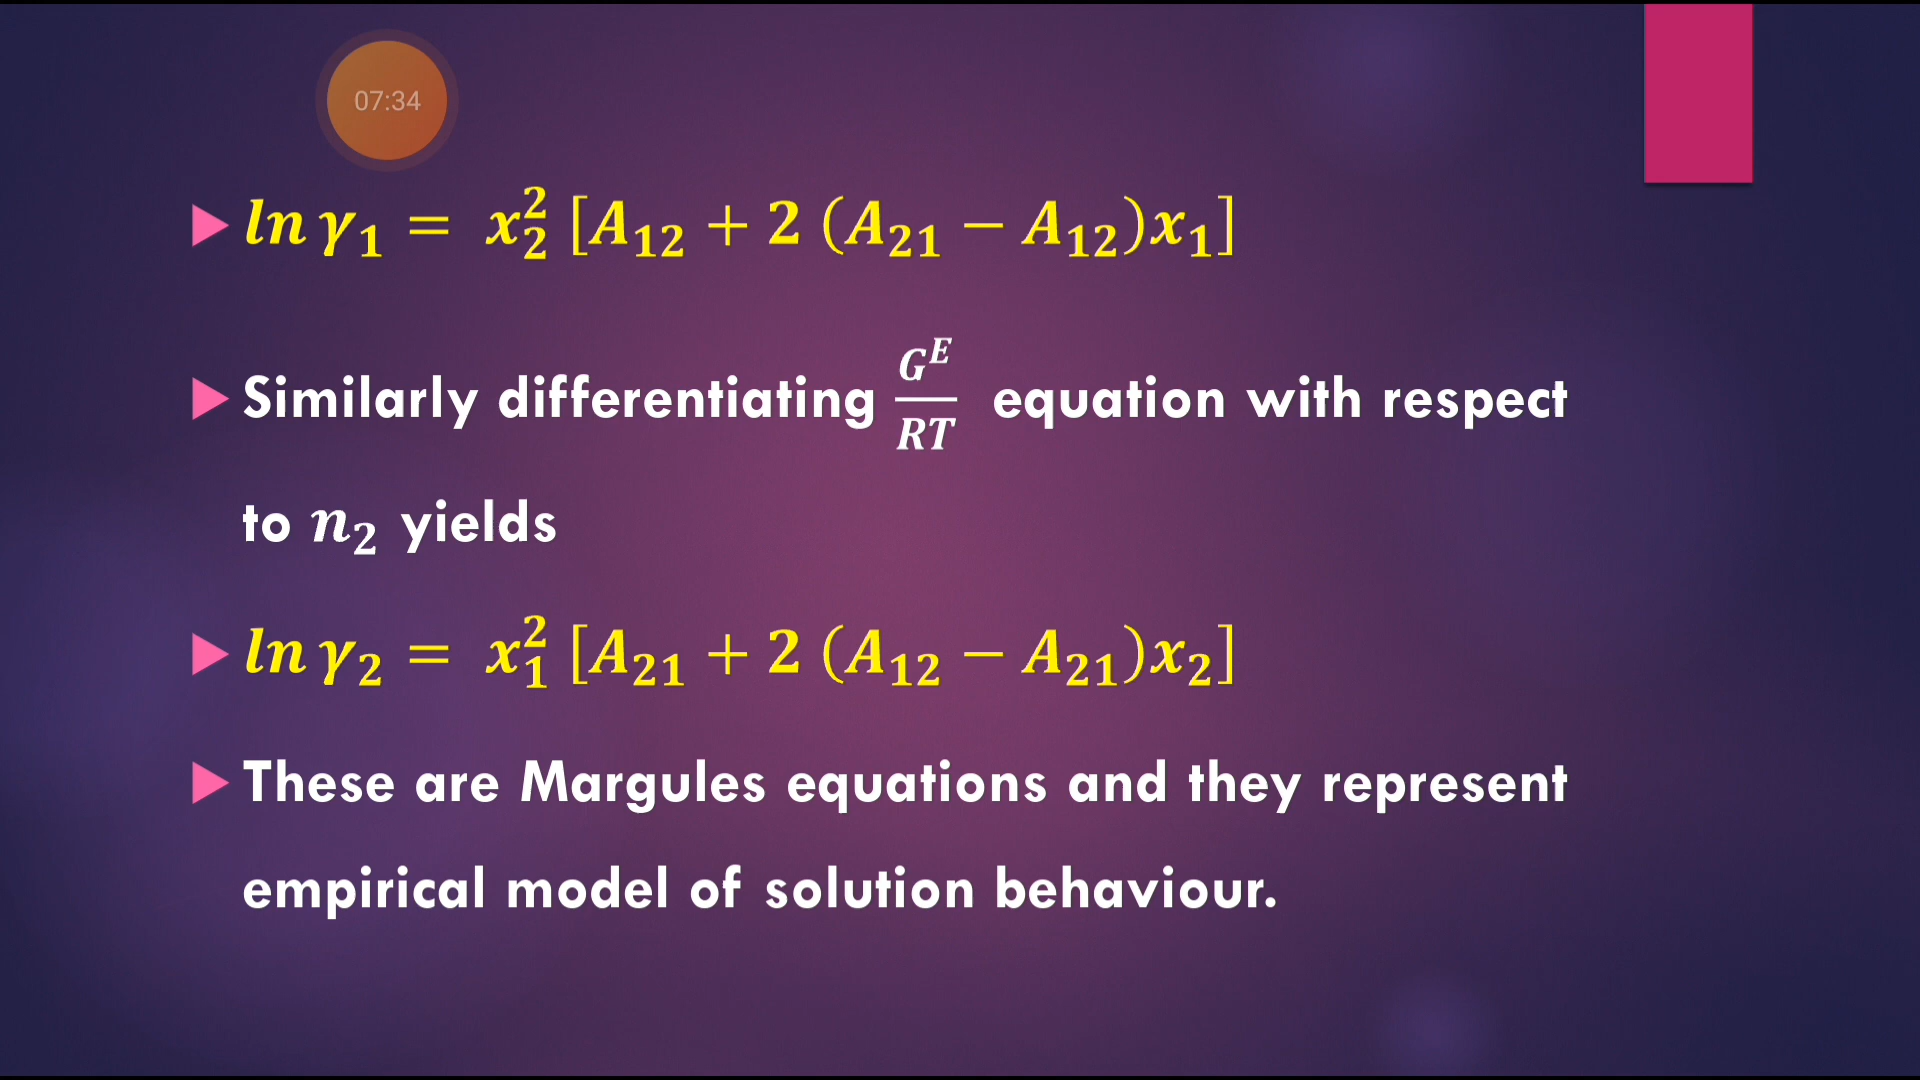 07:34
▶ ln γ₁ = x₂² [A₁₂ + 2 (A₂₁ − A₁₂)x₁]
▶ Similarly differentiating Gᴱ/RT equation with respect
to n₂ yields
▶ ln γ₂ = x₁² [A₂₁ + 2 (A₁₂ − A₂₁)x₂]
▶ These are Margules equations and they represent
empirical model of solution behaviour.